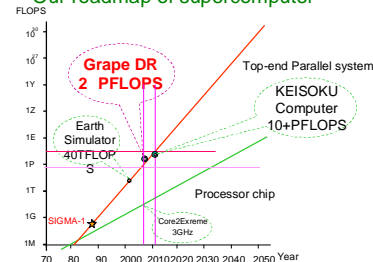 Our roadmap of supercomputer
FLOPS
10
10
1Y
1Z
1E
1P
1T
1G
1M
Grape DR
2 PFLOPS
Top-end Parallel system
KEISOKU
Computer
10+PFLOPS
Earth
Simulator
40TFLOP
S
Processor chip
SIGMA-1
Core2Exreme
3GHz
70 80 90 2000 2010 2020 2030 2040 2050 Year